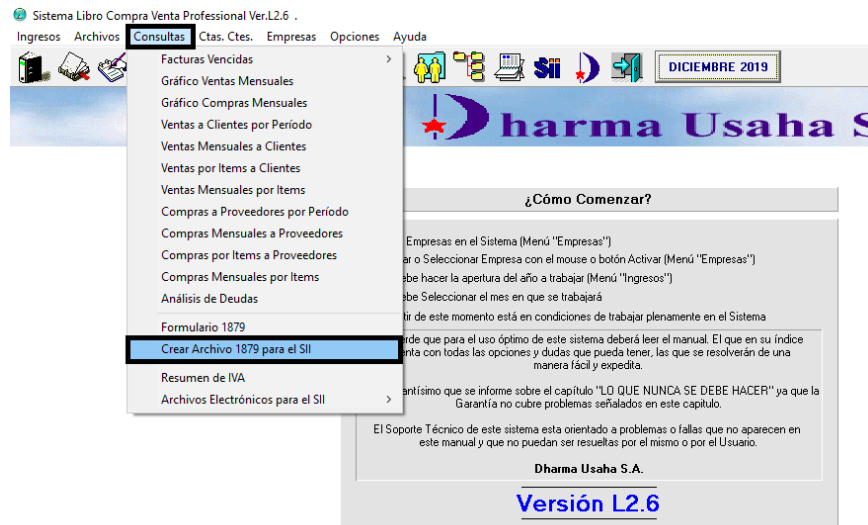 Sistema Libro Compra Venta Professional Ver.L2.6 .
Ingresos Archivos Consultas Ctas. Ctes. Empresas Opciones Ayuda
Sii DICIEMBRE 2019
harma Usaha S
Facturas Vencidas >
Gráfico Ventas Mensuales
Gráfico Compras Mensuales
Ventas a Clientes por Período
Ventas Mensuales a Clientes
Ventas por Items a Clientes
Ventas Mensuales por Items
Compras a Proveedores por Período
Compras Mensuales a Proveedores
Compras por Items a Proveedores
Compras Mensuales por Items
Análisis de Deudas
Formulario 1879
Crear Archivo 1879 para el SII
Resumen de IVA
Archivos Electrónicos para el SII >
¿Cómo Comenzar?
Empresas en el Sistema (Menú "Empresas")
ar o Seleccionar Empresa con el mouse o botón Activar (Menú "Empresas")
ebe hacer la apertura del año a trabajar (Menú "Ingresos")
ebe Seleccionar el mes en que se trabajará
tir de este momento está en condiciones de trabajar plenamente en el Sistema
rde que para el uso óptimo de este sistema deberá leer el manual. El que en su índice
enta con todas las opciones y dudas que pueda tener, las que se resolverán de una
manera fácil y expedita.
antísimo que se informe sobre el capítulo "LO QUE NUNCA SE DEBE HACER" ya que la
Garantía no cubre problemas señalados en este capitulo.
El Soporte Técnico de este sistema esta orientado a problemas o fallas que no aparecen en
este manual y que no puedan ser resueltas por el mismo o por el Usuario.
Dharma Usaha S.A.
Versión L2.6